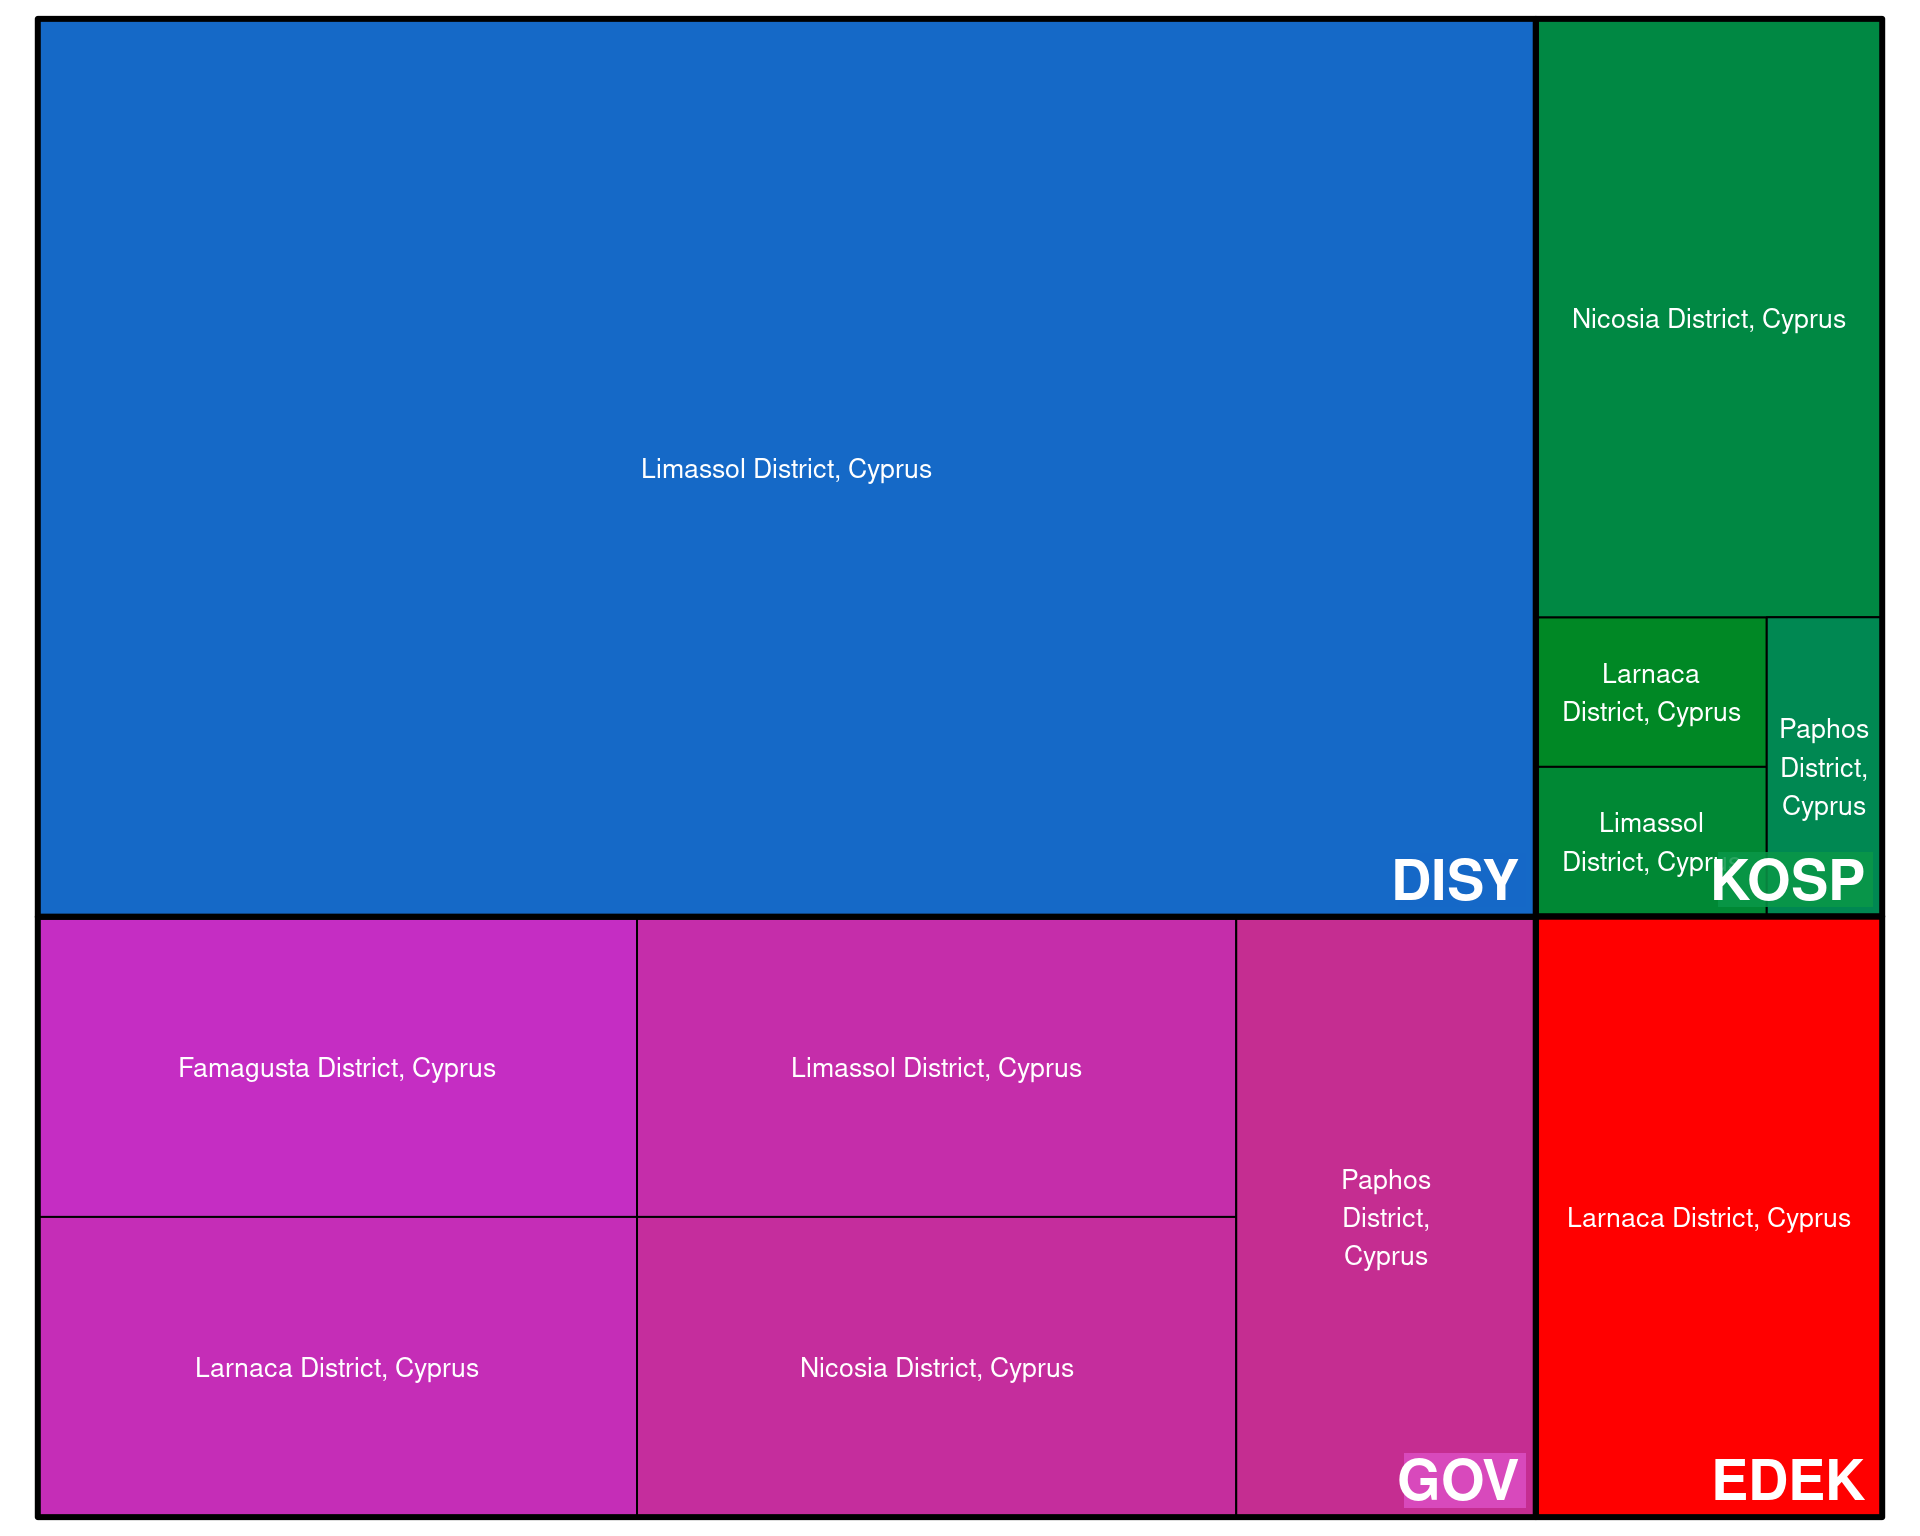 Limassol District, Cyprus
DISY
Nicosia District, Cyprus
Larnaca
District, Cyprus
Limassol
District, Cyprus
Paphos
District,
Cyprus
KOSP
Famagusta District, Cyprus
Limassol District, Cyprus
Larnaca District, Cyprus
Nicosia District, Cyprus
Paphos
District,
Cyprus
GOV
Larnaca District, Cyprus
EDEK